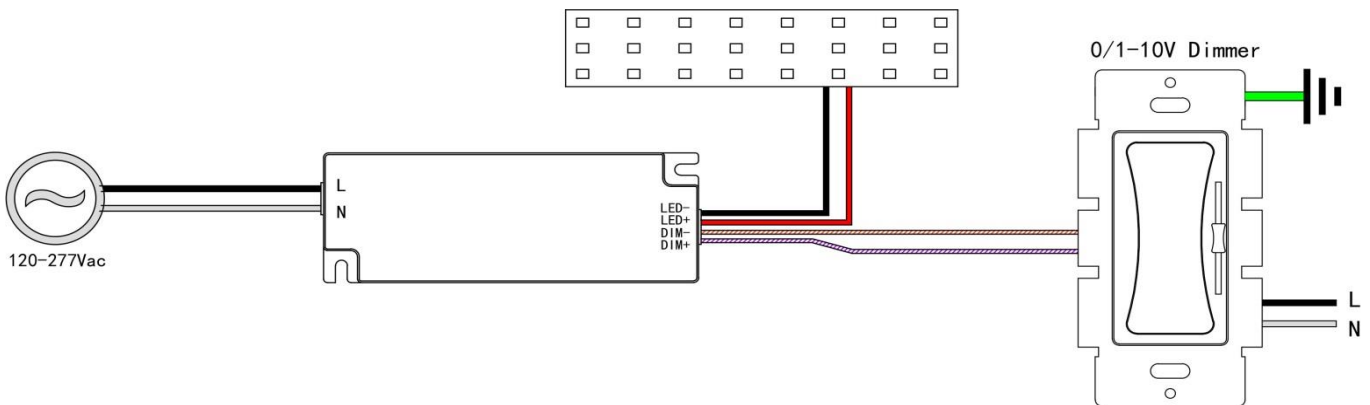 0/1-10V Dimmer
L
N
120-277Vac
LED-
LED+
DIM-
DIM+
L
N